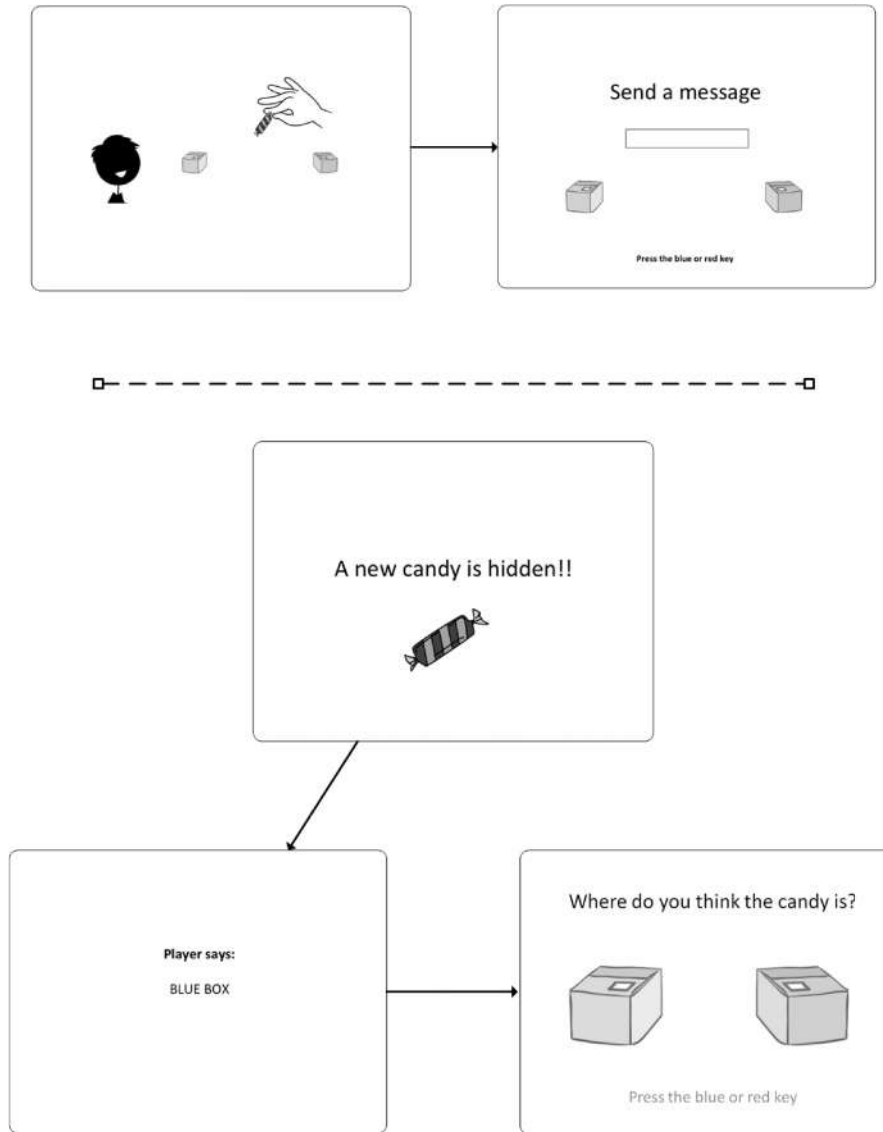 Send a message
Press the blue or red key
A new candy is hidden!!
Player says:
BLUE BOX
Where do you think the candy is?
Press the blue or red key